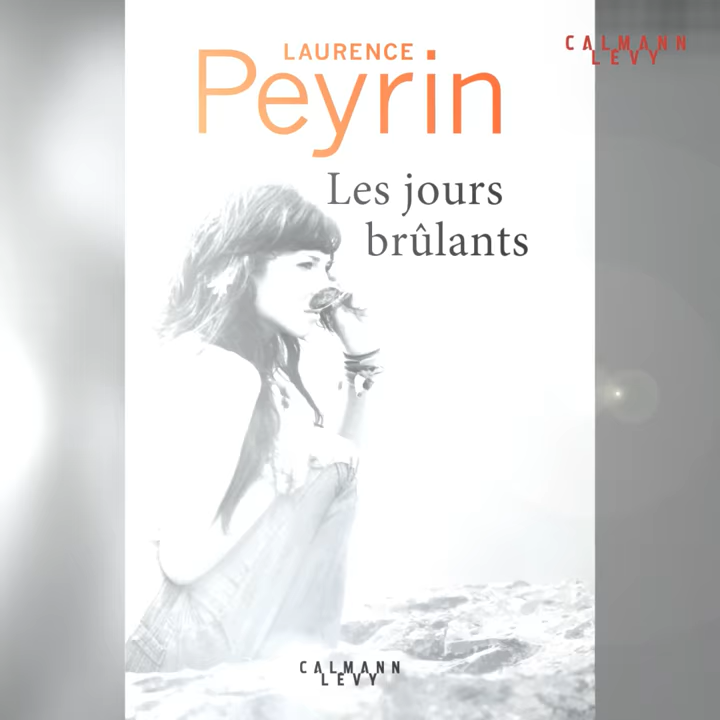 CALMANN
LEVY
LAURENCE
Peyrin
Les jours
brûlants
CALMANN
LEVY